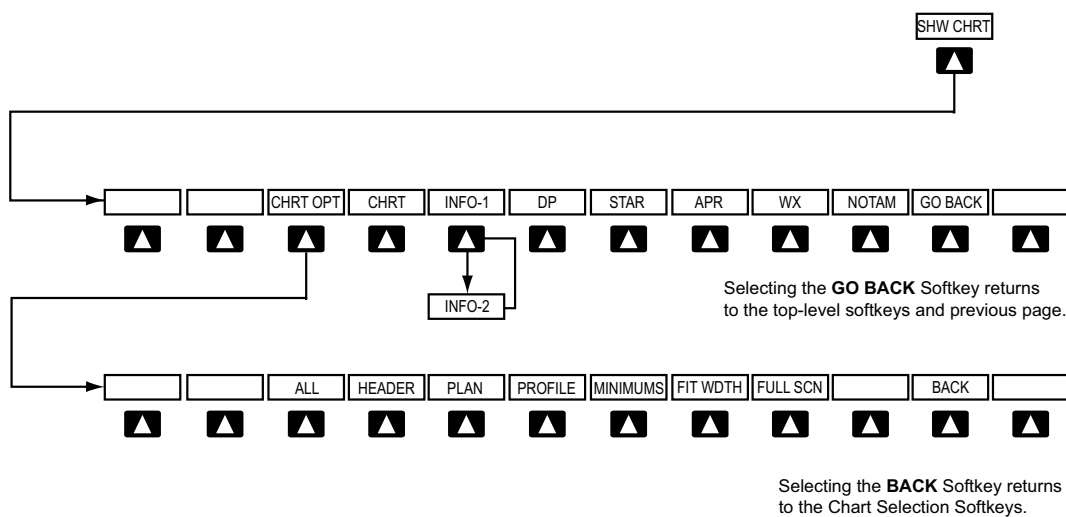 SHW CHRT
CHRT OPT CHRT INFO-1 DP STAR APR WX NOTAM GO BACK
INFO-2
Selecting the GO BACK Softkey returns
to the top-level softkeys and previous page.
ALL HEADER PLAN PROFILE MINIMUMS FIT WDTH FULL SCN BACK
Selecting the BACK Softkey returns
to the Chart Selection Softkeys.